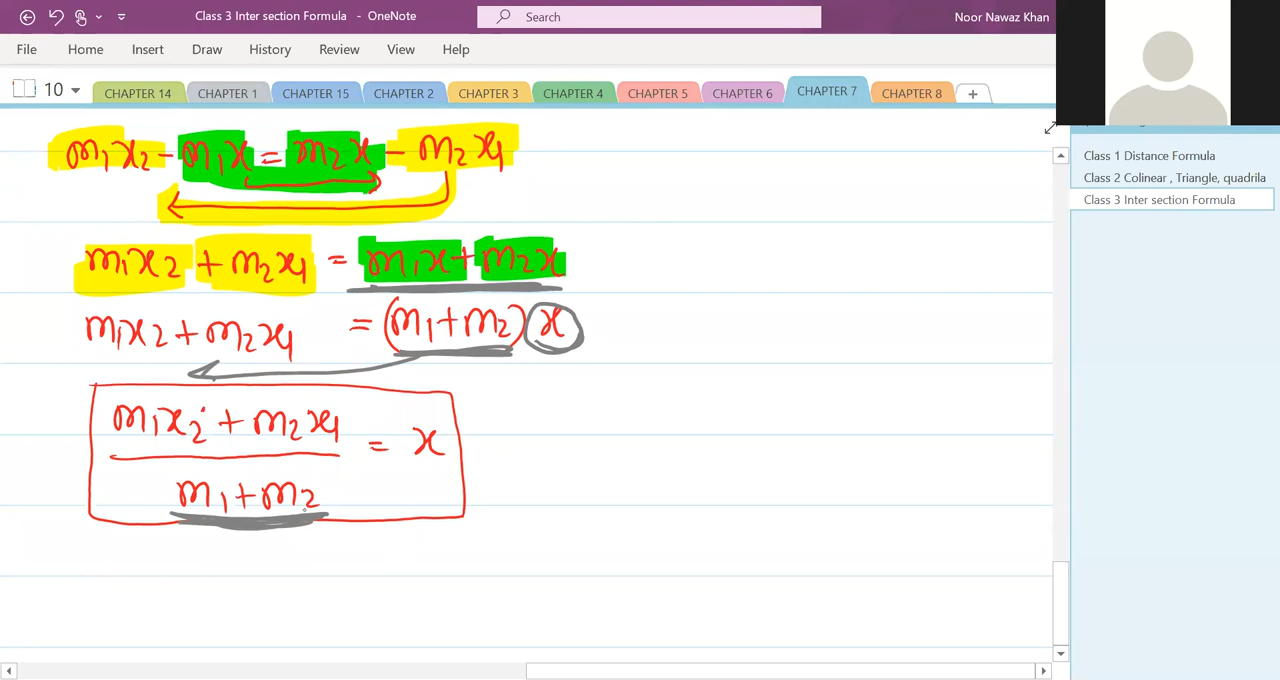 Class 3 Inter section Formula - OneNote
Search
Noor Nawaz Khan
File Home Insert Draw History Review View Help
10 CHAPTER 14 CHAPTER 1 CHAPTER 15 CHAPTER 2 CHAPTER 3 CHAPTER 4 CHAPTER 5 CHAPTER 6 CHAPTER 7 CHAPTER 8 +
Class 1 Distance Formula
Class 2 Colinear , Triangle, quadrila
Class 3 Inter section Formula
m₁x₂ - m₁x = m₂x - m₂x₁
m₁x₂ + m₂x₁ = m₁x + m₂x
m₁x₂ + m₂x₁ = (m₁ + m₂) x
m₁x₂ + m₂x₁
= x
m₁ + m₂